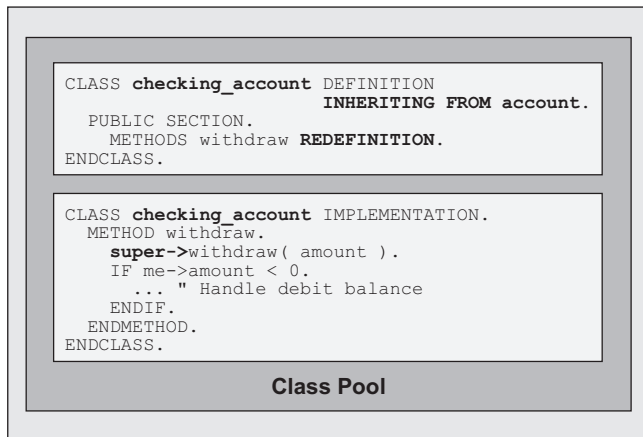 CLASS checking_account DEFINITION
INHERITING FROM account.
PUBLIC SECTION.
METHODS withdraw REDEFINITION.
ENDCLASS.
CLASS checking_account IMPLEMENTATION.
METHOD withdraw.
super->withdraw( amount ).
IF me->amount < 0.
... " Handle debit balance
ENDIF.
ENDMETHOD.
ENDCLASS.
Class Pool